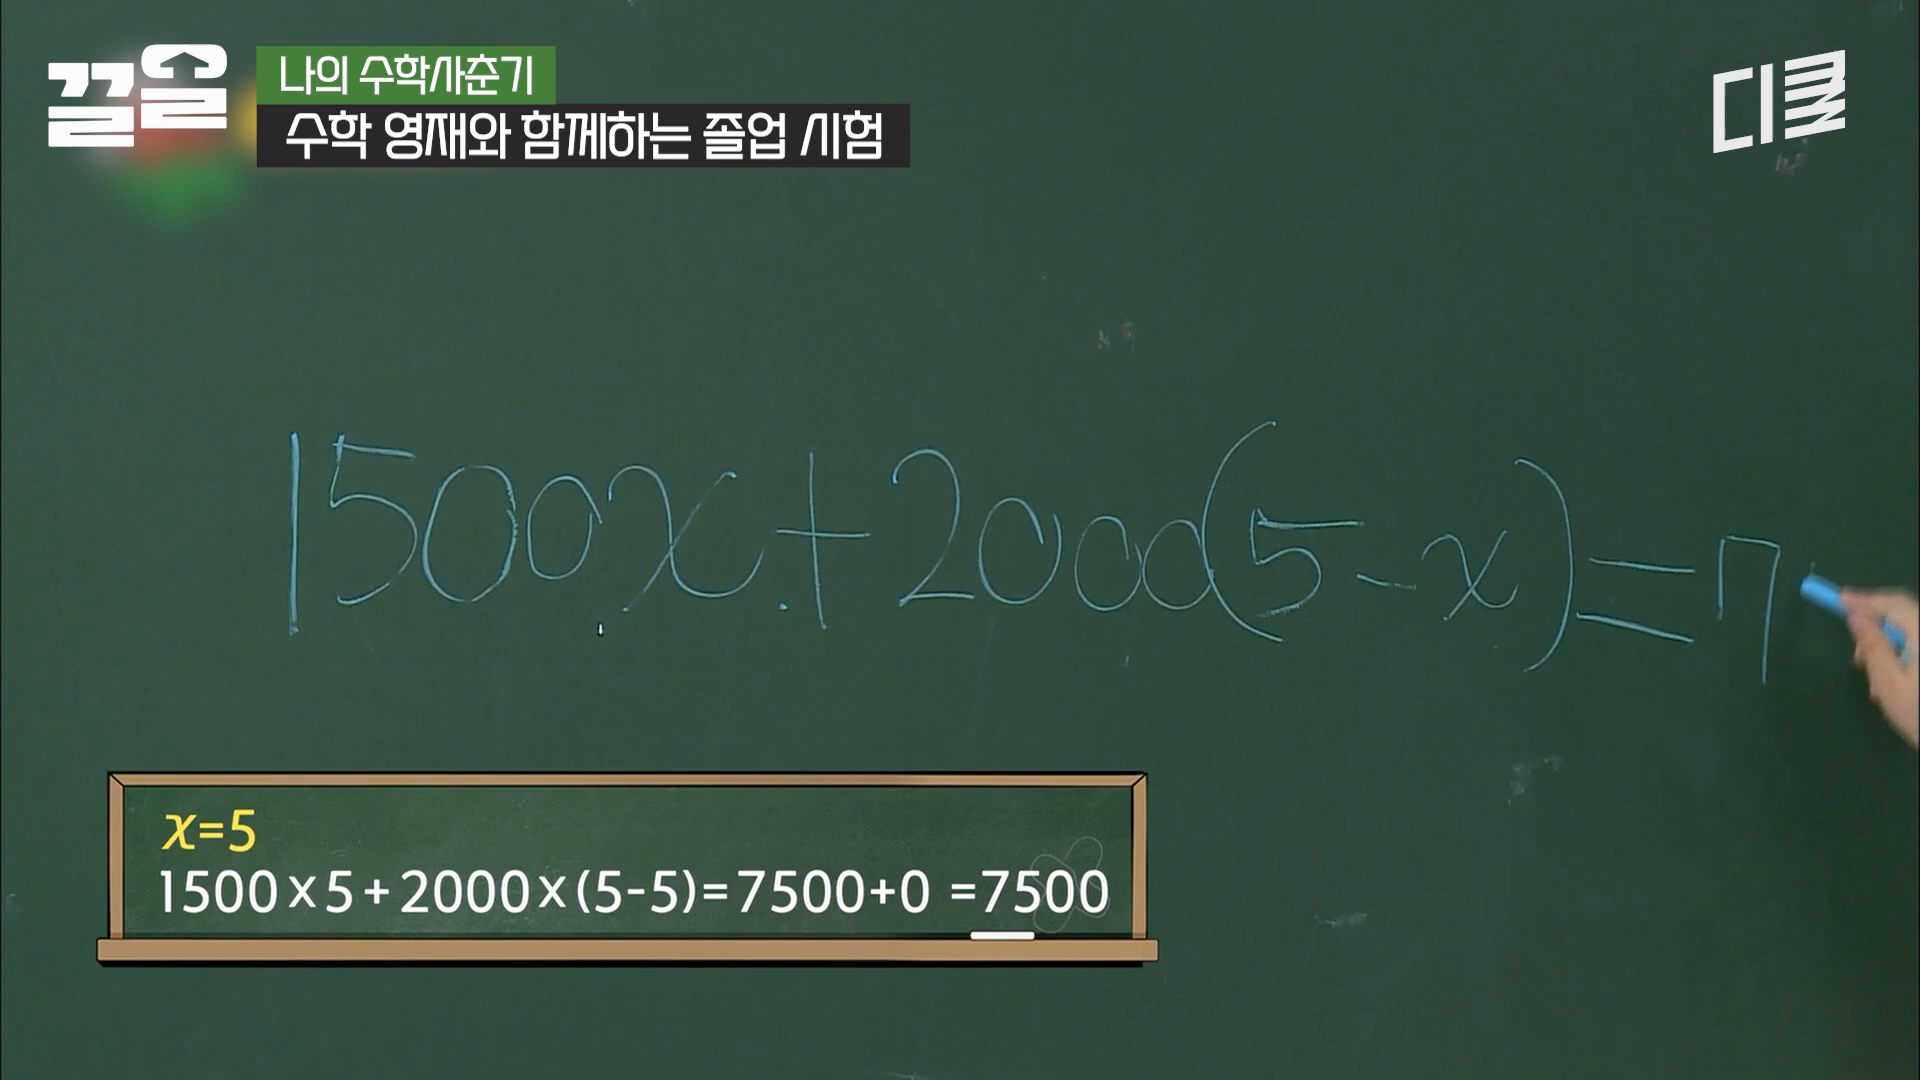 끌올
나의 수학사춘기
수학 영재와 함께하는 졸업 시험
디클
1500x+2000(5-x)=7
x=5
1500×5+2000×(5-5)=7500+0 =7500